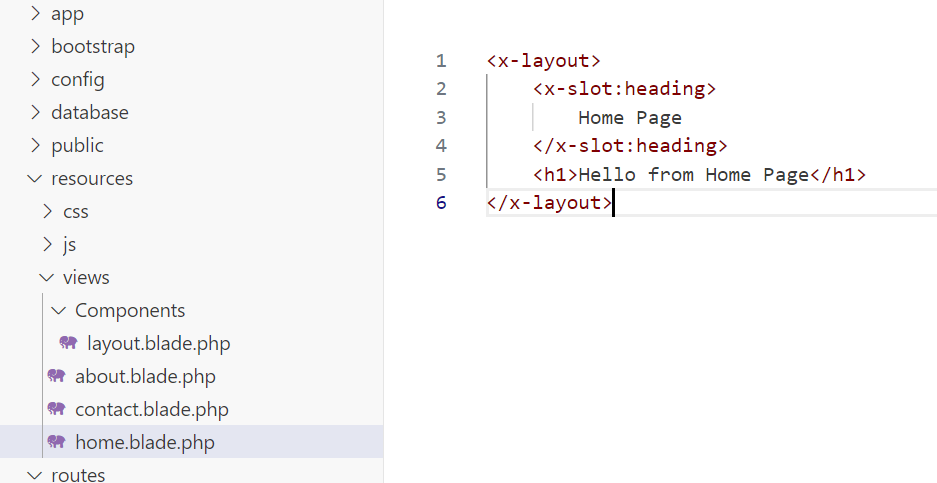 app
bootstrap
config
database
public
resources
css
js
views
Components
layout.blade.php
about.blade.php
contact.blade.php
home.blade.php
routes
1 <x-layout>
2 <x-slot:heading>
3 Home Page
4 </x-slot:heading>
5 <h1>Hello from Home Page</h1>
6 </x-layout>